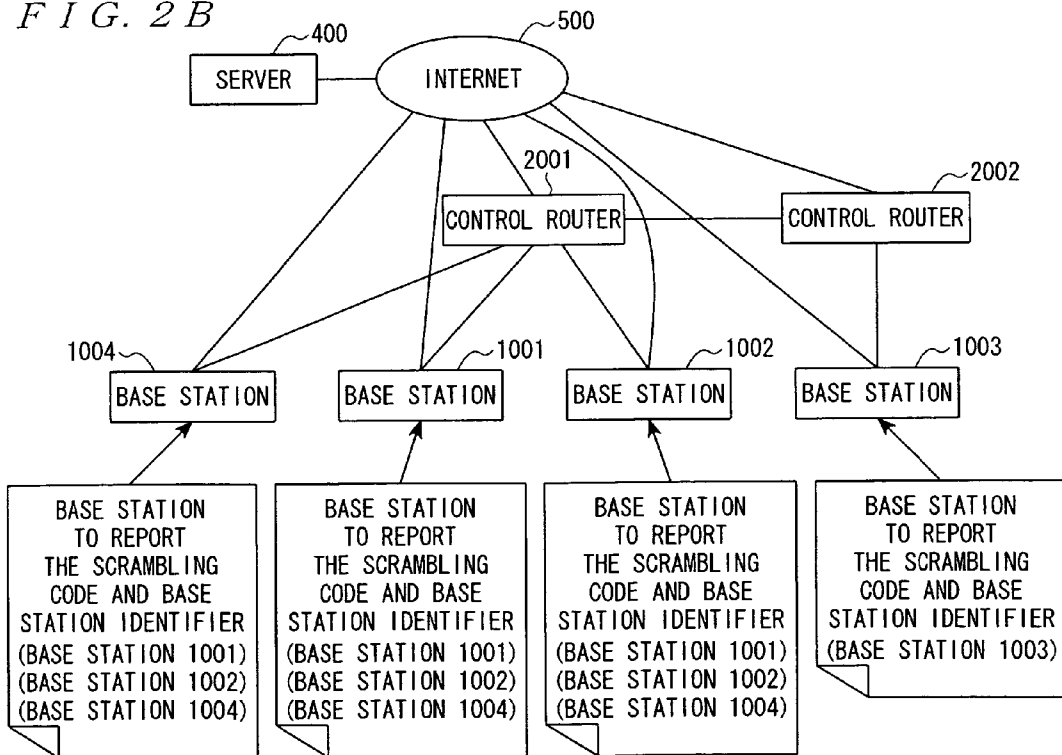 FIG. 2B
400
500
SERVER
INTERNET
2001
2002
CONTROL ROUTER
CONTROL ROUTER
1004
1001
1002
1003
BASE STATION
BASE STATION
BASE STATION
BASE STATION
BASE STATION
TO REPORT
THE SCRAMBLING
CODE AND BASE
STATION IDENTIFIER
(BASE STATION 1001)
(BASE STATION 1002)
(BASE STATION 1004)
BASE STATION
TO REPORT
THE SCRAMBLING
CODE AND BASE
STATION IDENTIFIER
(BASE STATION 1001)
(BASE STATION 1002)
(BASE STATION 1004)
BASE STATION
TO REPORT
THE SCRAMBLING
CODE AND BASE
STATION IDENTIFIER
(BASE STATION 1001)
(BASE STATION 1002)
(BASE STATION 1004)
BASE STATION
TO REPORT
THE SCRAMBLING
CODE AND BASE
STATION IDENTIFIER
(BASE STATION 1003)